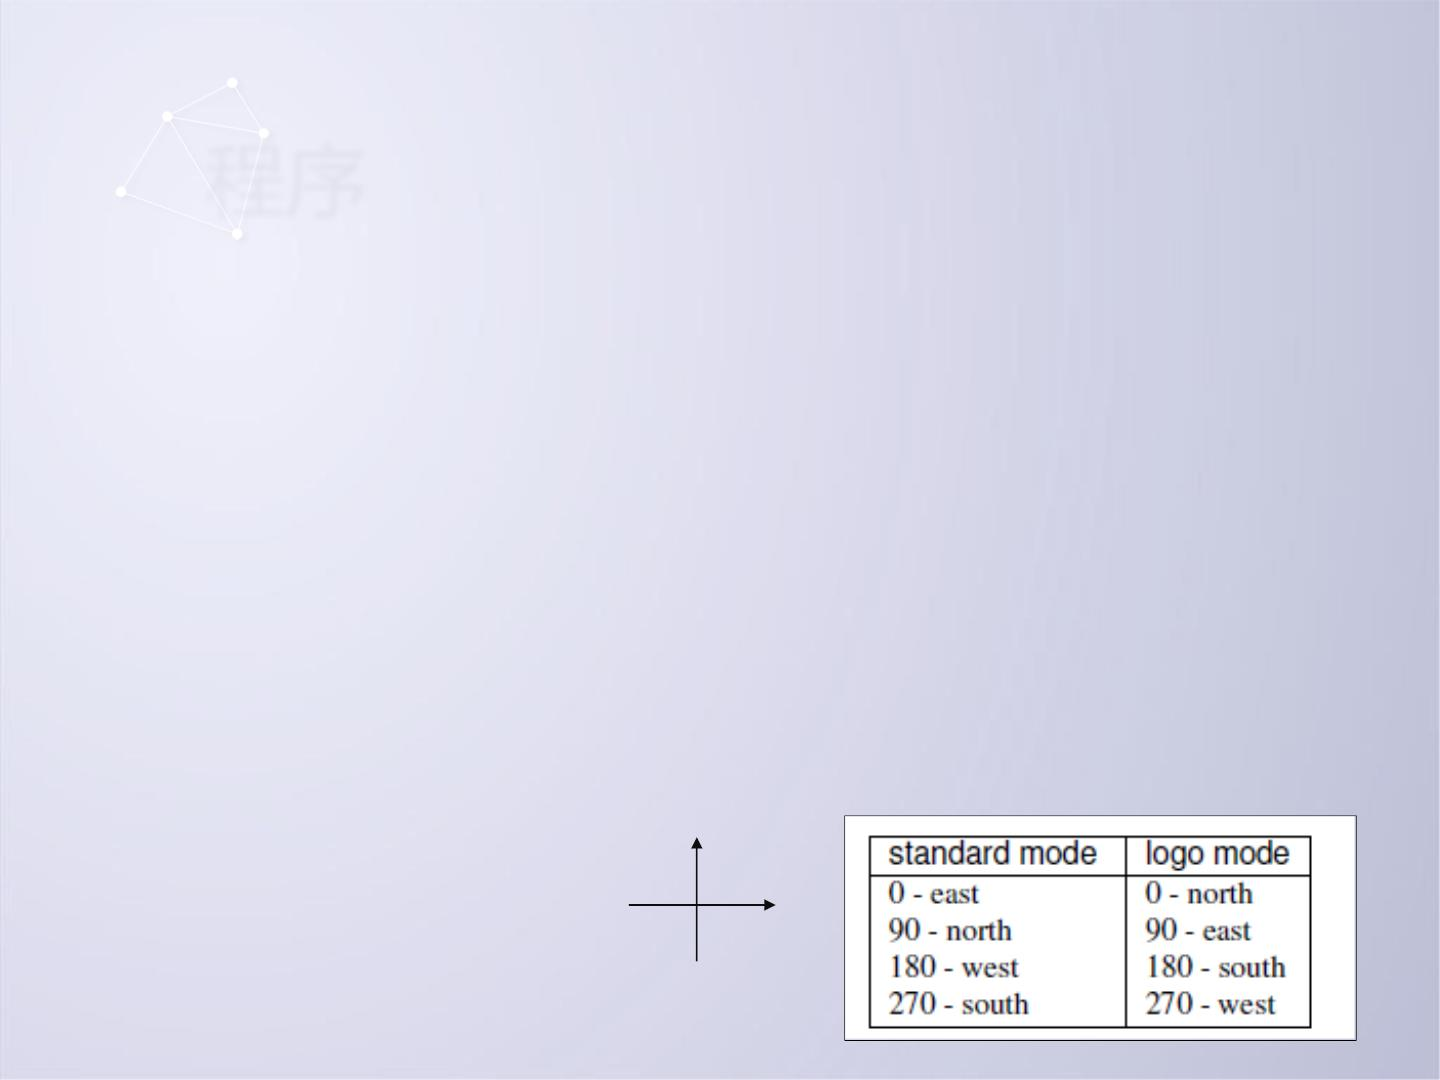 程序
standard mode logo mode
0 - east 0 - north
90 - north 90 - east
180 - west 180 - south
270 - south 270 - west